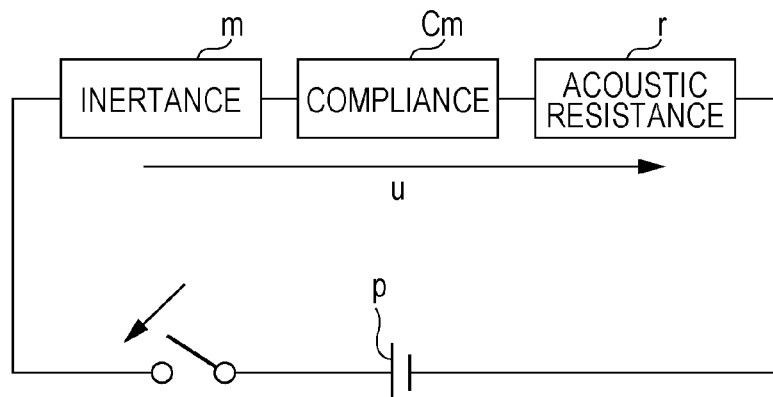 m
Cm
r
INERTANCE
COMPLIANCE
ACOUSTIC
RESISTANCE
u
p